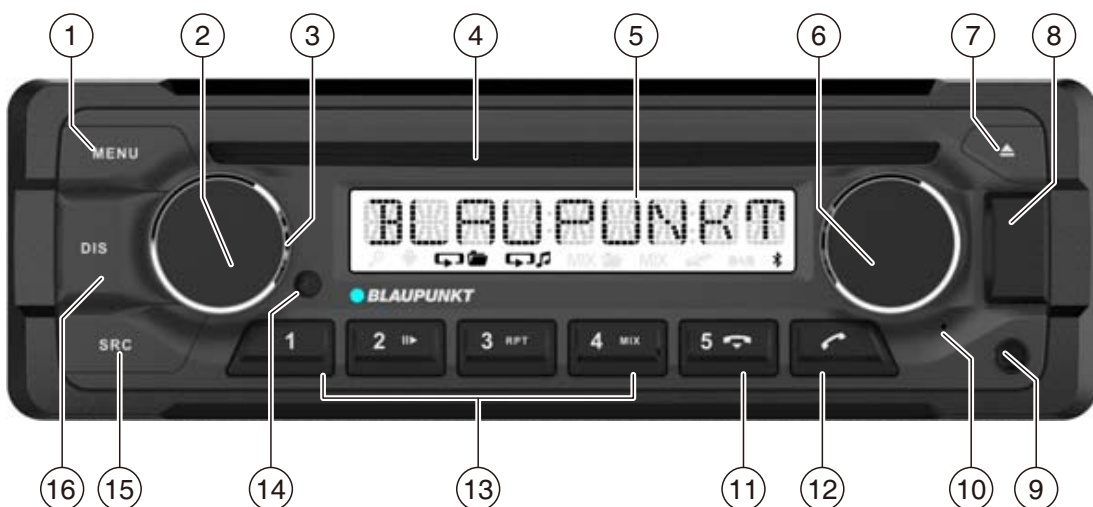 1 2 3 4 5 6 7 8
MENU
BLAUPUNKT
DIS
MIX MIX
BLAUPUNKT
SRC
1 2 3 RPT 4 MIX 5
16 15 14 13 11 12 10 9